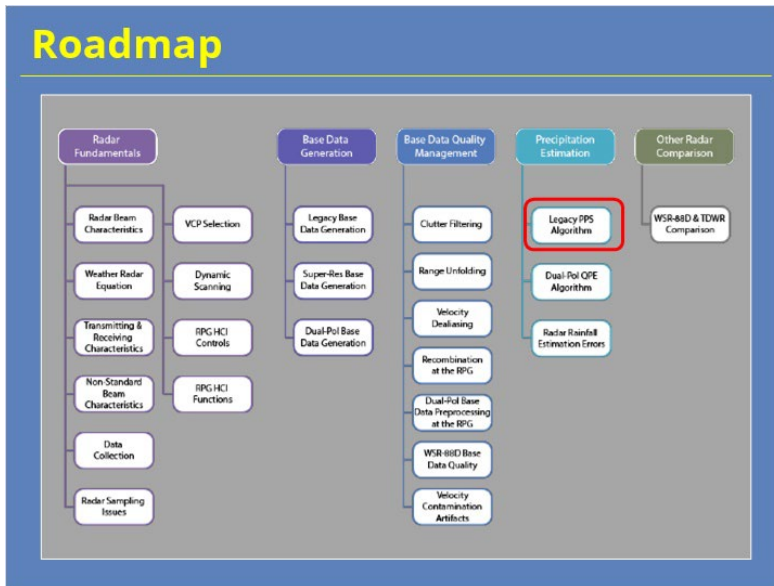 Roadmap
Radar
Fundamentals
Base Data
Generation
Base Data Quality
Management
Precipitation
Estimation
Other Radar
Comparison
Radar Beam
Characteristics
VCP Selection
Legacy Base
Data Generation
Clutter Filtering
Legacy PPS
Algorithm
WSR-88D & TDWR
Comparison
Weather Radar
Equation
Dynamic
Scanning
Super-Res Base
Data Generation
Range Unfolding
Dual-Pol QPE
Algorithm
Transmitting &
Receiving
Characteristics
RPG HCI
Controls
Dual-Pol Base
Data Generation
Velocity
Dealiasing
Radar Rainfall
Estimation Errors
Non-Standard
Beam
Characteristics
RPG HCI
Functions
Recombination
at the RPG
Data
Collection
Dual-Pol Base
Data Preprocessing
at the RPG
Radar Sampling
Issues
WSR-88D Base
Data Quality
Velocity
Contamination
Artifacts